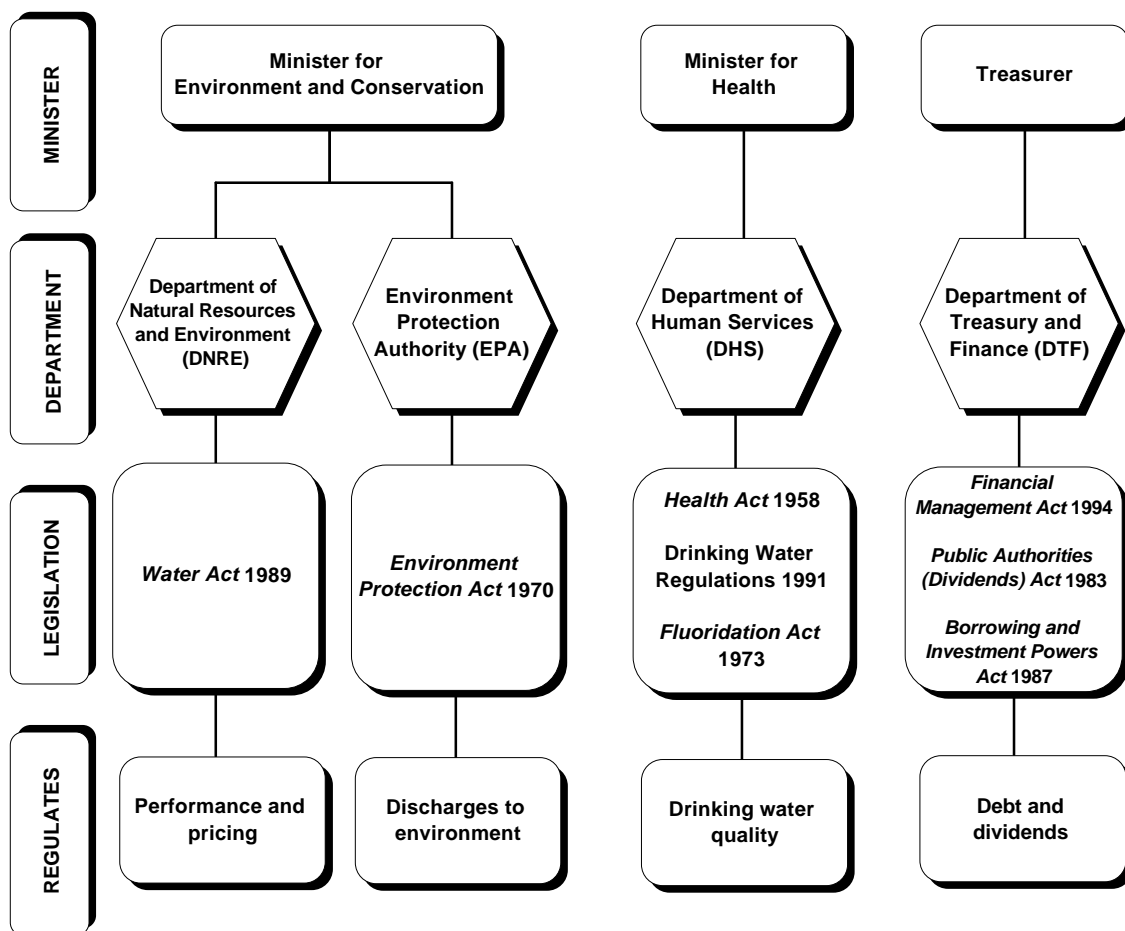 MINISTER
Minister for
Environment and Conservation
Minister for
Health
Treasurer
DEPARTMENT
Department of
Natural Resources
and Environment
(DNRE)
Environment
Protection
Authority (EPA)
Department of
Human Services
(DHS)
Department of
Treasury and
Finance (DTF)
LEGISLATION
Water Act 1989
Environment
Protection Act 1970
Health Act 1958
Drinking Water
Regulations 1991
Fluoridation Act
1973
Financial
Management Act 1994
Public Authorities
(Dividends) Act 1983
Borrowing and
Investment Powers
Act 1987
REGULATES
Performance and
pricing
Discharges to
environment
Drinking water
quality
Debt and
dividends